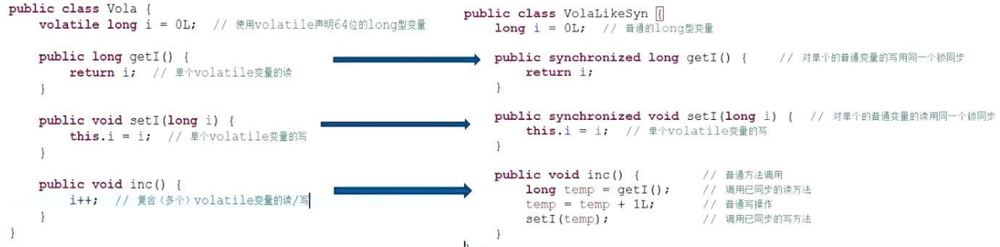 public class Vola {
volatile long i = 0L;  // 使用volatile声明64位的long型变量
public long getI() {
return i;  // 单个volatile变量的读
}
public void setI(long i) {
this.i = i;  // 单个volatile变量的写
}
public void inc() {
i++;  // 复合（多个）volatile变量的读/写
}
}
public class VolaLikeSyn {
long i = 0L;  // 普通的long型变量
public synchronized long getI() {    // 对单个的普通变量的写用同一个锁同步
return i;
}
public synchronized void setI(long i) {  // 对单个的普通变量的读用同一个锁同步
this.i = i;  // 单个volatile变量的写
}
public void inc() {        // 普通方法调用
long temp = getI();    // 调用已同步的读方法
temp = temp + 1L;      // 普通写操作
setI(temp);            // 调用已同步的写方法
}